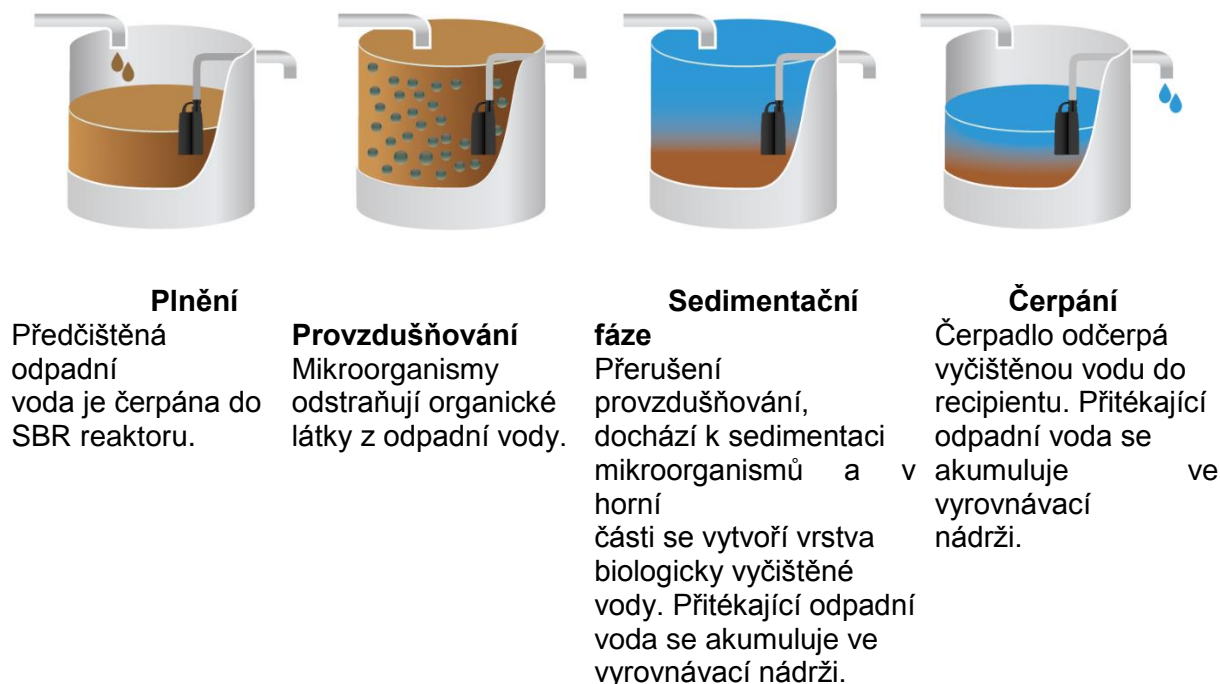 Plnění
Předčištěná
odpadní
voda je čerpána do
SBR reaktoru.
Provzdušňování
Mikroorganismy
odstraňují organické
látky z odpadní vody.
Sedimentační
fáze
Přerušení
provzdušňování,
dochází k sedimentaci
mikroorganismů a v
horní
části se vytvoří vrstva
biologicky vyčištěné
vody. Přitékající odpadní
voda se akumuluje ve
vyrovnávací nádrži.
Čerpání
Čerpadlo odčerpá
vyčištěnou vodu do
recipientu. Přitékající
odpadní voda se
akumuluje ve
vyrovnávací
nádrži.